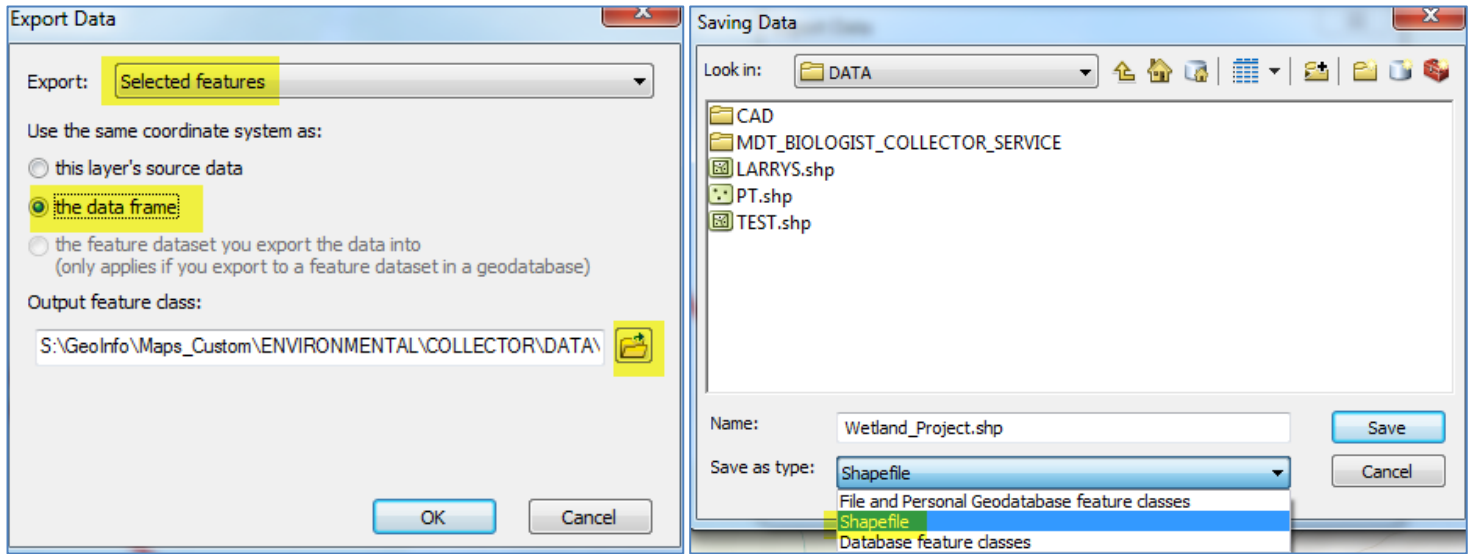 Export Data
Export: Selected features
Use the same coordinate system as:
this layer's source data
the data frame
the feature dataset you export the data into
(only applies if you export to a feature dataset in a geodatabase)
Output feature class:
S:\GeoInfo\Maps_Custom\ENVIRONMENTAL\COLLECTOR\DATA\
OK Cancel
Saving Data
Look in: DATA
CAD
MDT_BIOLOGIST_COLLECTOR_SERVICE
LARRYS.shp
PT.shp
TEST.shp
Name: Wetland_Project.shp Save
Save as type: Shapefile Cancel
File and Personal Geodatabase feature classes
Shapefile
Database feature classes